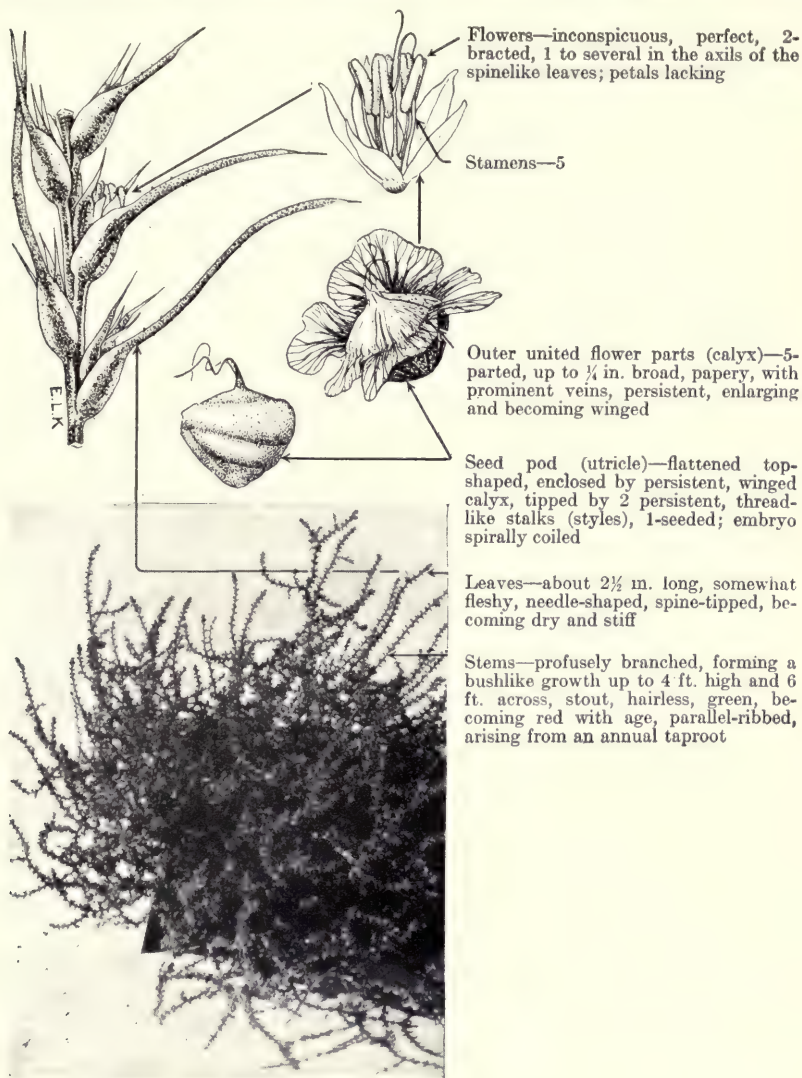 Flowers—inconspicuous, perfect, 2-
bracted, 1 to several in the axils of the
spinelike leaves; petals lacking
Stamens—5
Outer united flower parts (calyx)—5-
parted, up to ¼ in. broad, papery, with
prominent veins, persistent, enlarging
and becoming winged
E.L.K
Seed pod (utricle)—flattened top-
shaped, enclosed by persistent, winged
calyx, tipped by 2 persistent, thread-
like stalks (styles), 1-seeded; embryo
spirally coiled
Leaves—about 2½ in. long, somewhat
fleshy, needle-shaped, spine-tipped, be-
coming dry and stiff
Stems—profusely branched, forming a
bushlike growth up to 4 ft. high and 6
ft. across, stout, hairless, green, be-
coming red with age, parallel-ribbed,
arising from an annual taproot